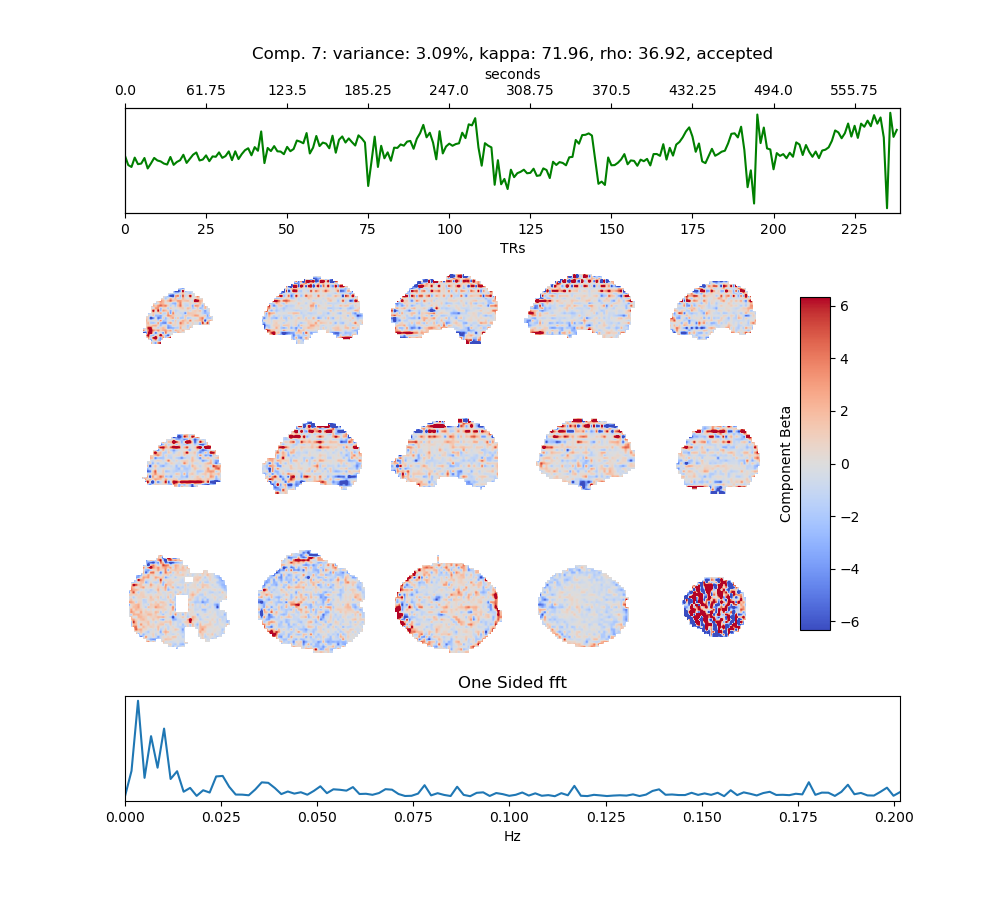 Comp. 7: variance: 3.09%, kappa: 71.96, rho: 36.92, accepted
seconds
0.0 61.75 123.5 185.25 247.0 308.75 370.5 432.25 494.0 555.75
0 25 50 75 100 125 150 175 200 225
TRs
6
4
2
0
−2
−4
−6
Component Beta
One Sided fft
0.000 0.025 0.050 0.075 0.100 0.125 0.150 0.175 0.200
Hz